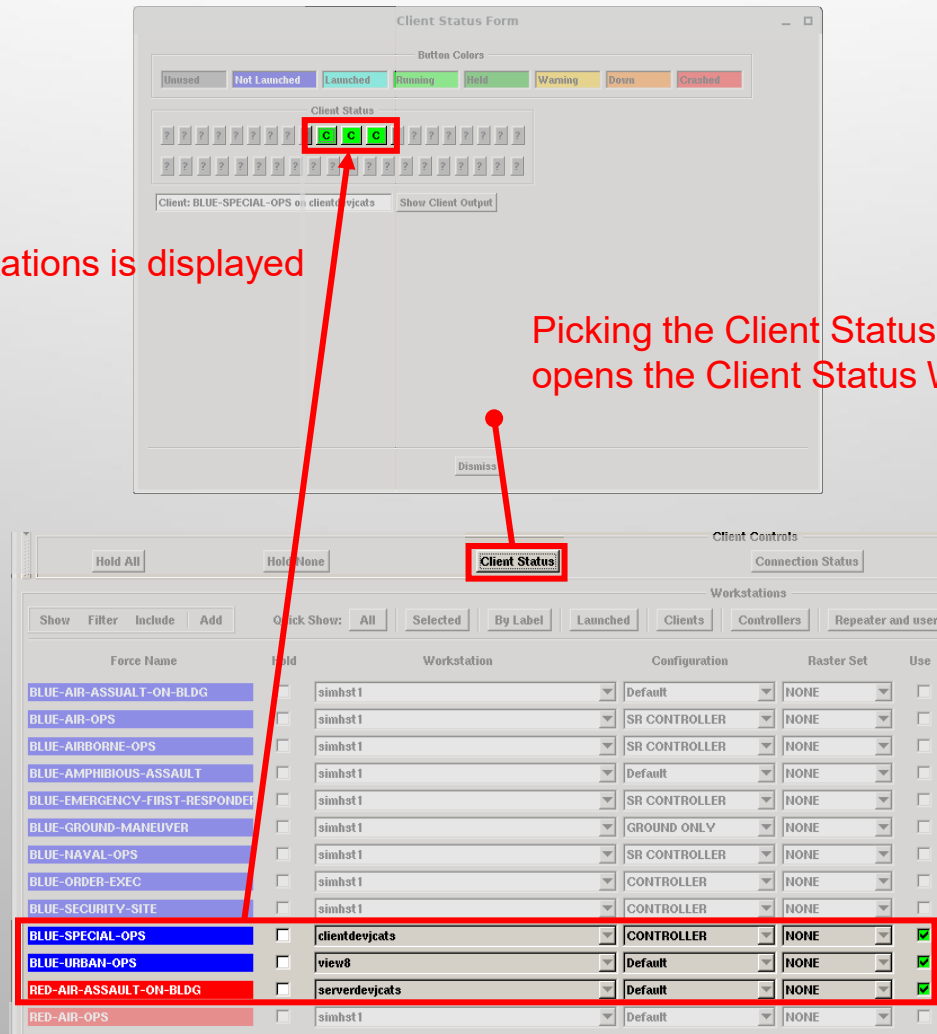 Client Status Form
Button Colors
Unused Not Launched Launched Running Held Warning Down Crashed
Client Status
? ? ? ? ? ? ? ? C C C ? ? ? ? ? ? ?
? ? ? ? ? ? ? ? ? ? ? ? ? ? ? ? ? ? ? ?
Client: BLUE-SPECIAL-OPS on clientdevjcats Show Client Output
ations is displayed
Picking the Client Status
opens the Client Status
Dismiss
Client Controls
Hold All Hold None Client Status Connection Status
Workstations
Show Filter Include Add Quick Show: All Selected By Label Launched Clients Controllers Repeater and user
Force Name Hold Workstation Configuration Raster Set Use
BLUE-AIR-ASSUALT-ON-BLDG simhst1 Default NONE
BLUE-AIR-OPS simhst1 SR CONTROLLER NONE
BLUE-AIRBORNE-OPS simhst1 SR CONTROLLER NONE
BLUE-AMPHIBIOUS-ASSAULT simhst1 Default NONE
BLUE-EMERGENCY-FIRST-RESPONDER simhst1 SR CONTROLLER NONE
BLUE-GROUND-MANEUVER simhst1 GROUND ONLY NONE
BLUE-NAVAL-OPS simhst1 SR CONTROLLER NONE
BLUE-ORDER-EXEC simhst1 CONTROLLER NONE
BLUE-SECURITY-SITE simhst1 CONTROLLER NONE
BLUE-SPECIAL-OPS clientdevjcats CONTROLLER NONE
BLUE-URBAN-OPS view8 Default NONE
RED-AIR-ASSAULT-ON-BLDG serverdevjcats Default NONE
RED-AIR-OPS simhst1 Default NONE